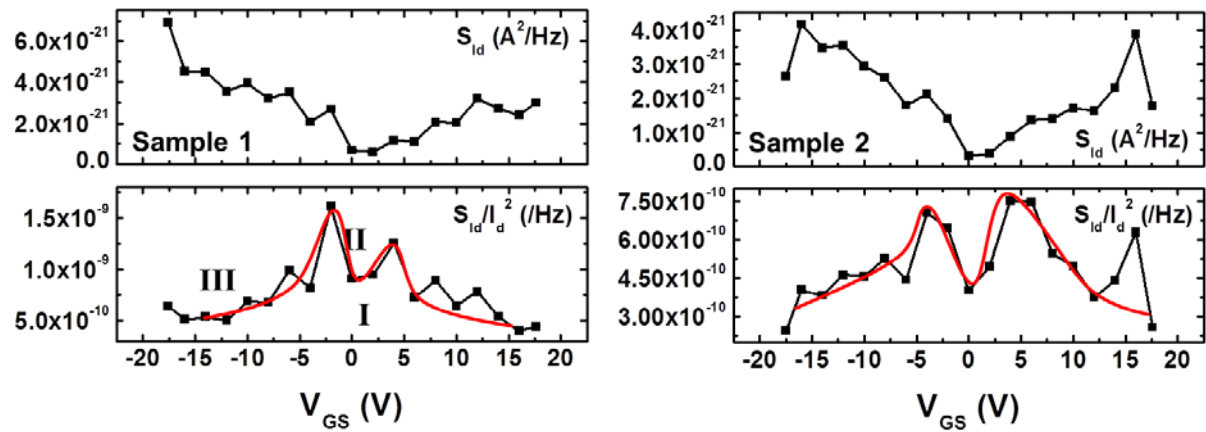 6.0x10⁻²¹
4.0x10⁻²¹
2.0x10⁻²¹
0.0
S_Id (A²/Hz)
Sample 1
1.5x10⁻⁹
1.0x10⁻⁹
5.0x10⁻¹⁰
S_Id/I_d² (/Hz)
II
III
I
-20 -15 -10 -5 0 5 10 15 20
V_GS (V)
4.0x10⁻²¹
3.0x10⁻²¹
2.0x10⁻²¹
1.0x10⁻²¹
0.0
Sample 2
S_Id (A²/Hz)
7.50x10⁻¹⁰
6.00x10⁻¹⁰
4.50x10⁻¹⁰
3.00x10⁻¹⁰
S_Id/I_d² (/Hz)
-20 -15 -10 -5 0 5 10 15 20
V_GS (V)